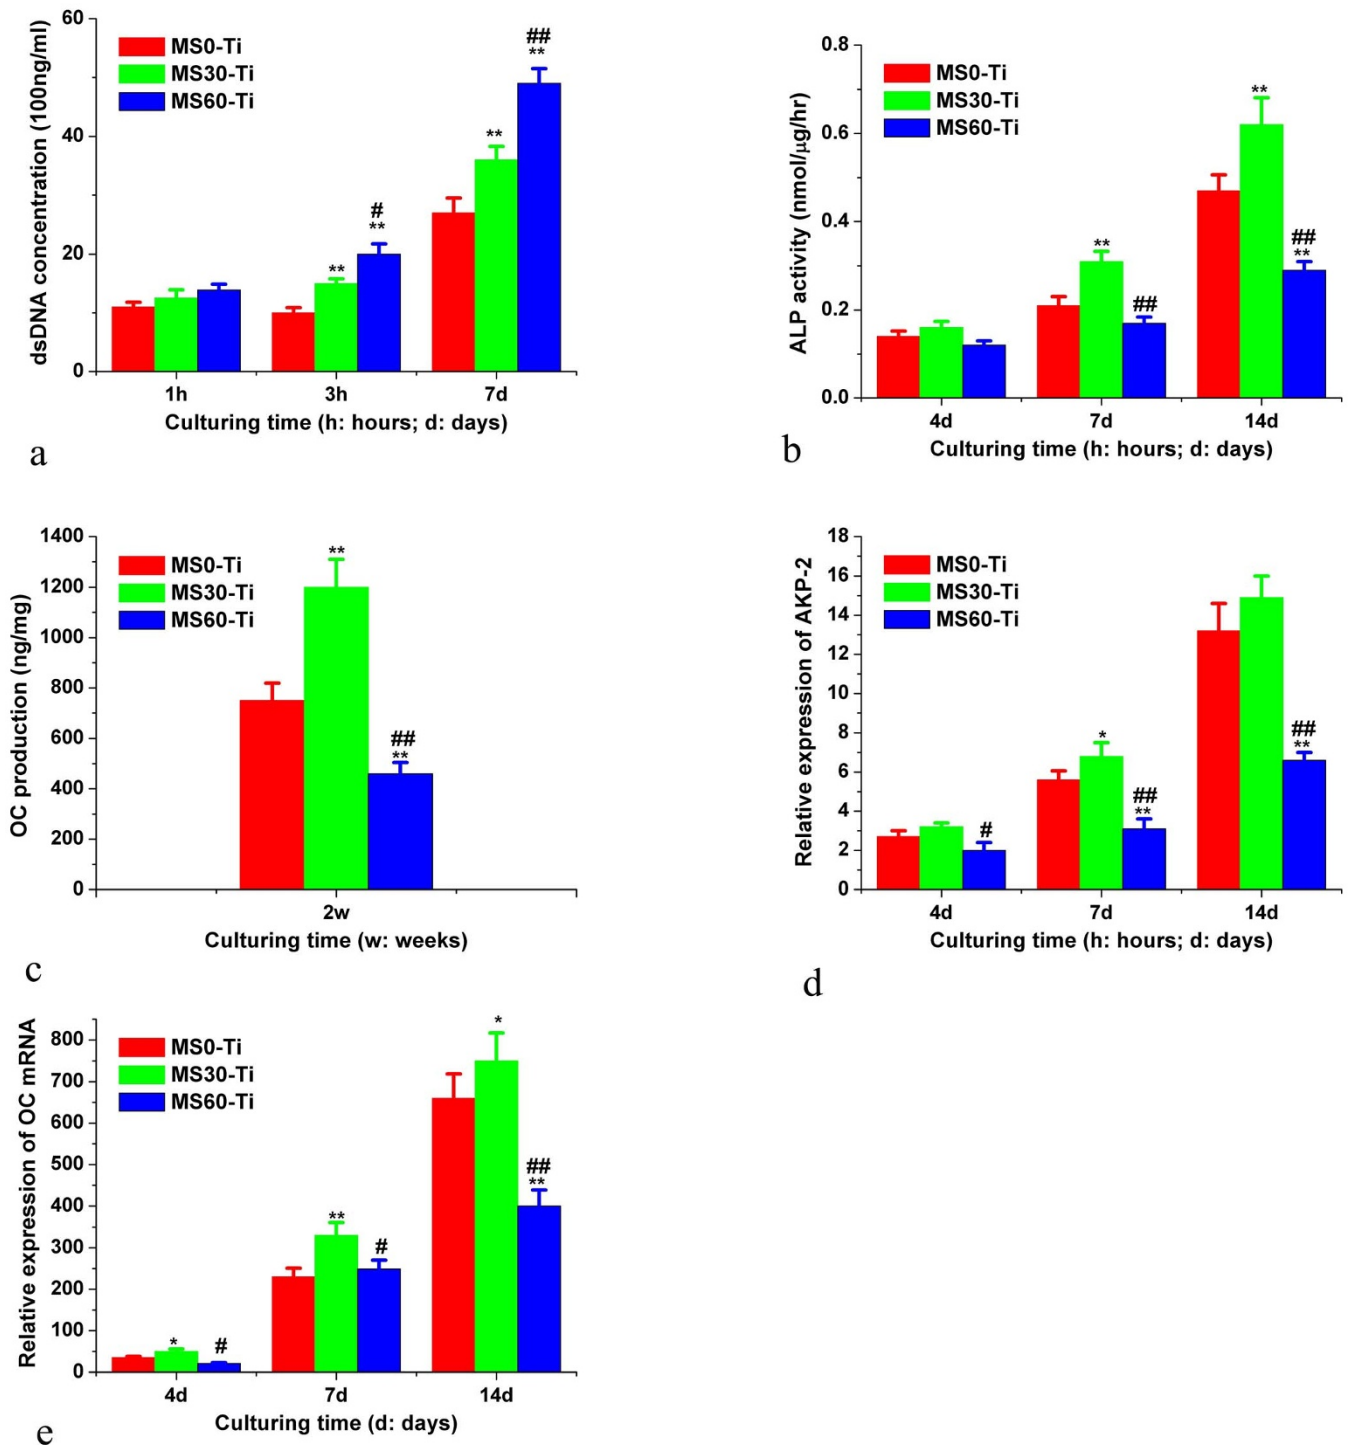 60
40
20
0
dsDNA concentration (100ng/ml)
MS0-Ti
MS30-Ti
MS60-Ti
**
#
**
**
##
**
1h 3h 7d
Culturing time (h: hours; d: days)
a
0.8
0.6
0.4
0.2
0.0
ALP activity (nmol/μg/hr)
MS0-Ti
MS30-Ti
MS60-Ti
**
##
**
##
**
4d 7d 14d
Culturing time (h: hours; d: days)
b
1400
1200
1000
800
600
400
200
0
OC production (ng/mg)
MS0-Ti
MS30-Ti
MS60-Ti
**
##
**
2w
Culturing time (w: weeks)
c
18
16
14
12
10
8
6
4
2
0
Relative expression of AKP-2
MS0-Ti
MS30-Ti
MS60-Ti
#
*
##
**
##
**
4d 7d 14d
Culturing time (h: hours; d: days)
d
800
700
600
500
400
300
200
100
0
Relative expression of OC mRNA
MS0-Ti
MS30-Ti
MS60-Ti
*
#
**
#
*
##
**
4d 7d 14d
Culturing time (d: days)
e